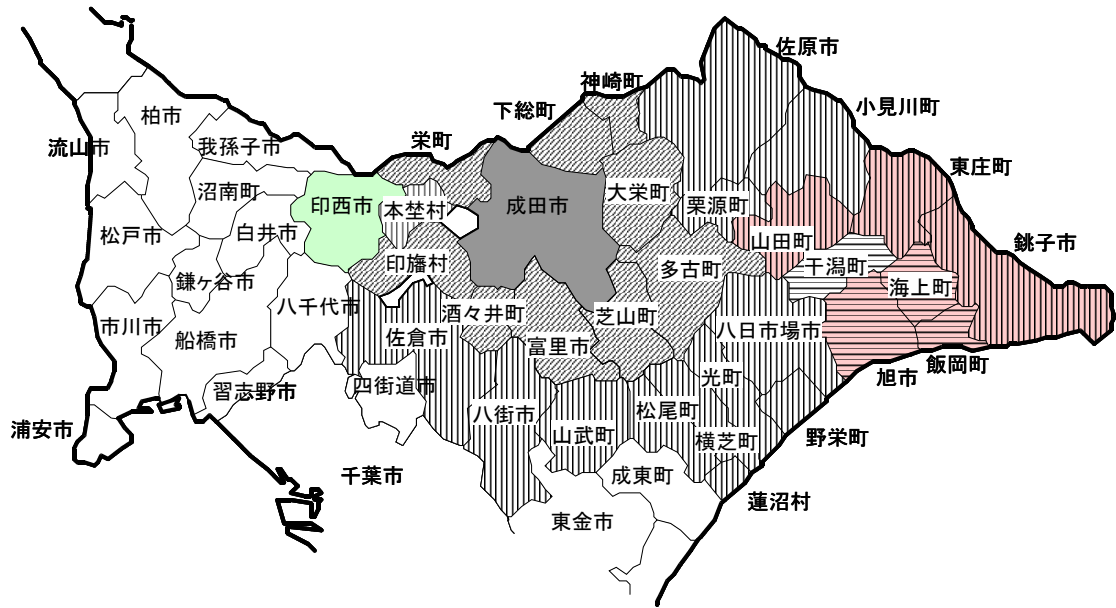 佐原市
神崎町
小見川町
下総町
柏市
栄町
流山市
我孫子市
東庄町
沼南町
大栄町
印西市
本埜村
成田市
栗源町
松戸市
白井市
山田町
銚子市
印旛村
多古町
干潟町
鎌ヶ谷市
海上町
八千代市
酒々井町
芝山町
市川市
佐倉市
八日市場市
船橋市
富里市
飯岡町
光町
旭市
習志野市
四街道市
八街市
松尾町
浦安市
山武町
横芝町
野栄町
千葉市
成東町
蓮沼村
東金市